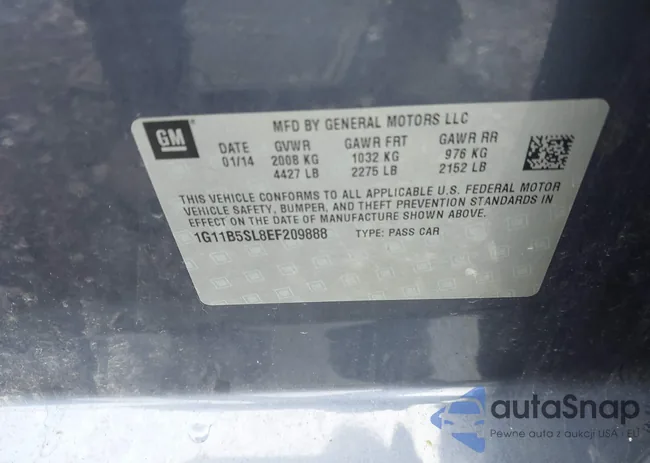 GM
MFD BY GENERAL MOTORS LLC
DATE GVWR GAWR FRT GAWR RR
01/14 2008 KG 1032 KG 976 KG
4427 LB 2275 LB 2152 LB
THIS VEHICLE CONFORMS TO ALL APPLICABLE U.S. FEDERAL MOTOR
VEHICLE SAFETY, BUMPER, AND THEFT PREVENTION STANDARDS IN
EFFECT ON THE DATE OF MANUFACTURE SHOWN ABOVE.
1G11B5SL8EF209888 TYPE: PASS CAR
autoSnap
Pewne auto z aukcji USA - EU